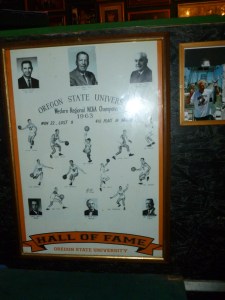 OREGON STATE UNIVERSITY
Western Regional NCAA Champions
1963
HALL OF FAME
OREGON STATE UNIVERSITY